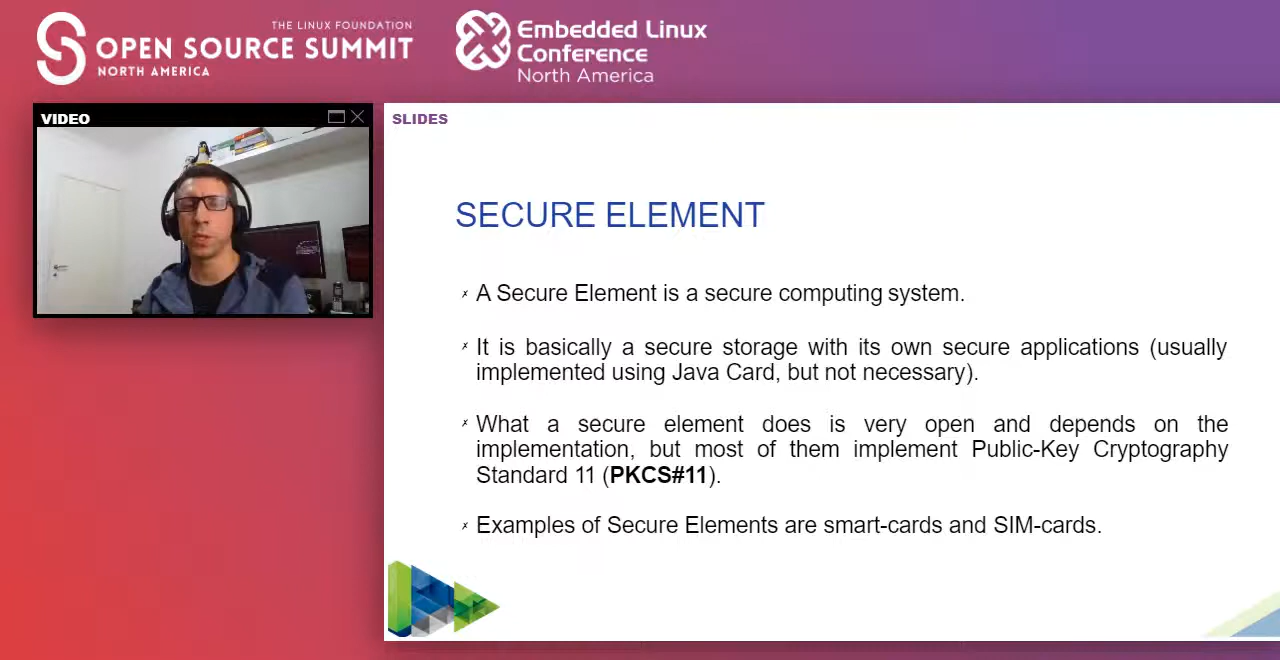 THE LINUX FOUNDATION
OPEN SOURCE SUMMIT
NORTH AMERICA
Embedded Linux
Conference
North America
VIDEO
SLIDES
SECURE ELEMENT
✗ A Secure Element is a secure computing system.
✗ It is basically a secure storage with its own secure applications (usually
implemented using Java Card, but not necessary).
✗ What a secure element does is very open and depends on the
implementation, but most of them implement Public-Key Cryptography
Standard 11 (PKCS#11).
✗ Examples of Secure Elements are smart-cards and SIM-cards.